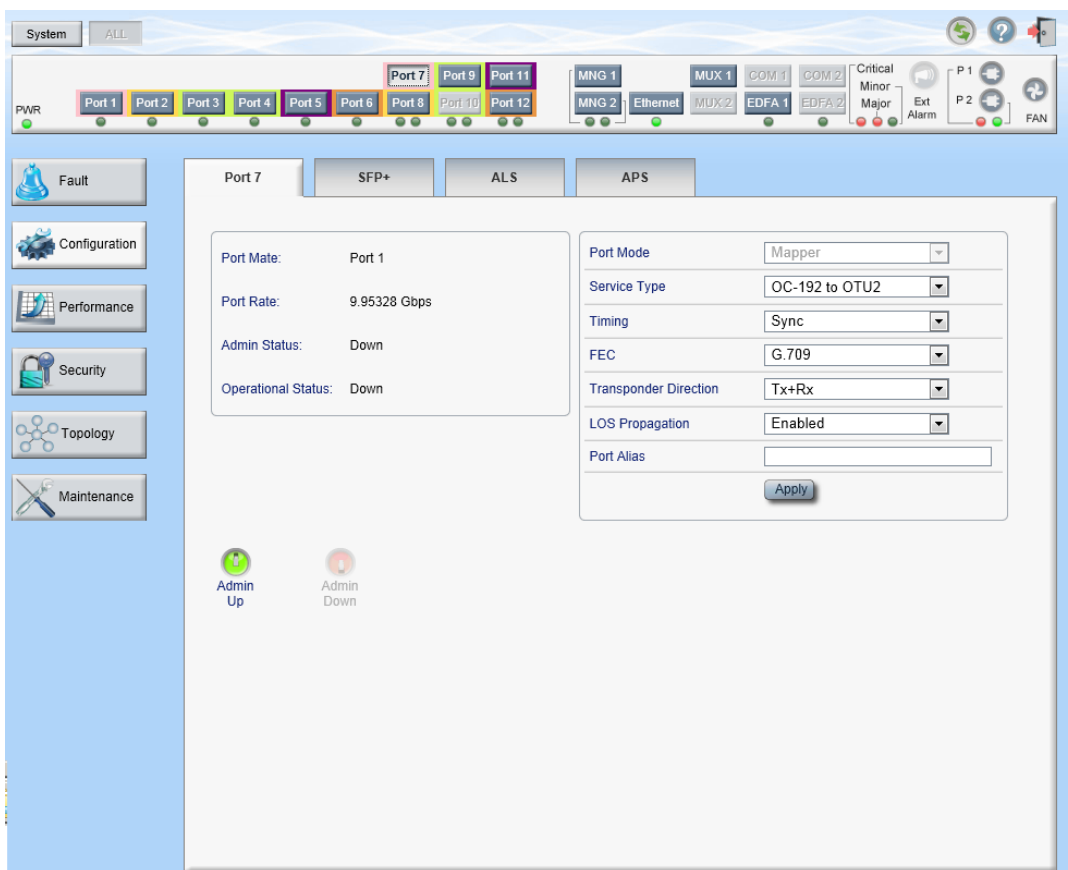 System
ALL
Port 7
Port 9
Port 11
MNG 1
MUX 1
COM 1
COM 2
Critical
Minor
Major
Ext
Alarm
P 1
P 2
FAN
PWR
Port 1
Port 2
Port 3
Port 4
Port 5
Port 6
Port 8
Port 10
Port 12
MNG 2
Ethernet
MUX 2
EDFA 1
EDFA 2
Fault
Configuration
Performance
Security
Topology
Maintenance
Port 7
SFP+
ALS
APS
Port Mate: Port 1
Port Rate: 9.95328 Gbps
Admin Status: Down
Operational Status: Down
Port Mode Mapper
Service Type OC-192 to OTU2
Timing Sync
FEC G.709
Transponder Direction Tx+Rx
LOS Propagation Enabled
Port Alias
Apply
Admin
Up
Admin
Down